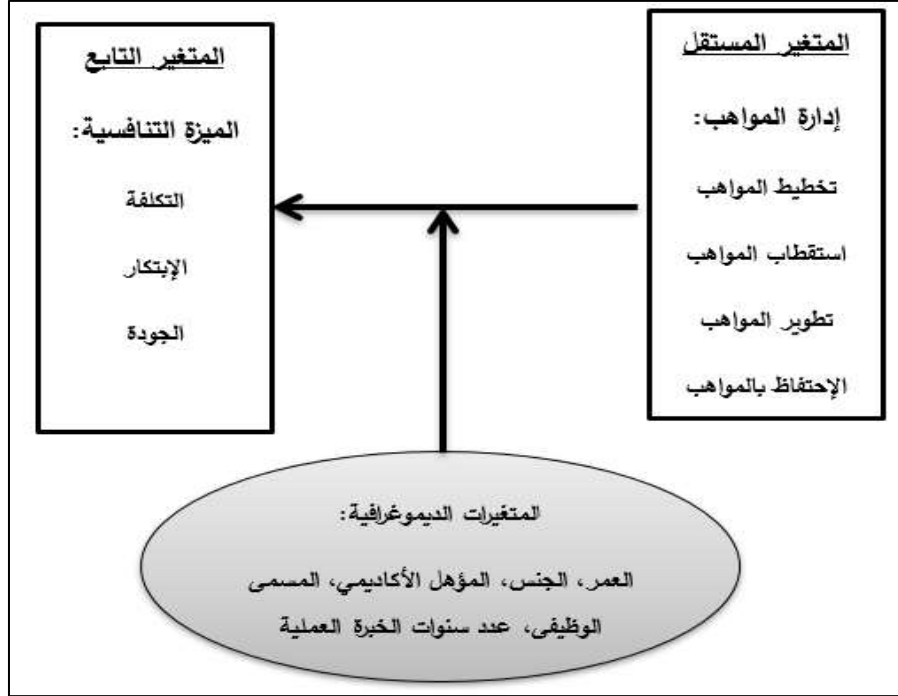 المتغير المستقل
إدارة المواهب:
تخطيط المواهب
استقطاب المواهب
تطوير المواهب
الإحتفاظ بالمواهب
المتغير التابع
الميزة التنافسية:
التكلفة
الإبتكار
الجودة
المتغيرات الديموغرافية:
العمر، الجنس، المؤهل الأكاديمي، المسمى
الوظيفى، عدد سنوات الخبرة العملية